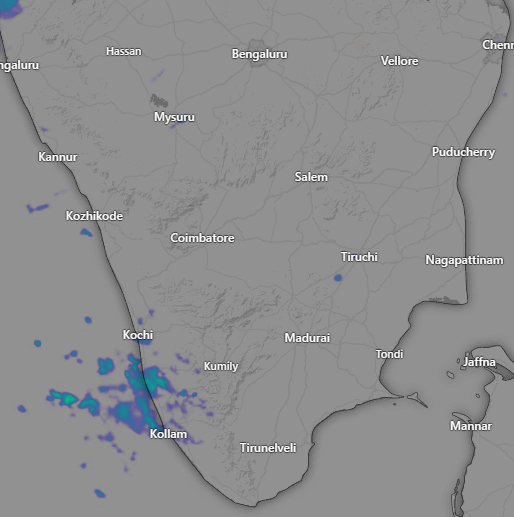 Hassan
Bengaluru
Chenn
Vellore
ngaluru
Mysuru
Kannur
Puducherry
Salem
Kozhikode
Coimbatore
Tiruchi
Nagapattinam
Kochi
Madurai
Tondi
Kumily
Jaffna
Mannar
Kollam
Tirunelveli